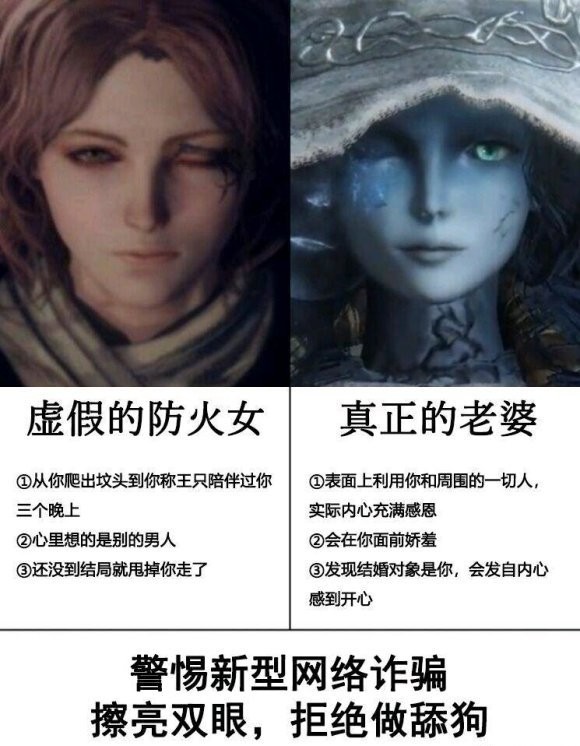 虚假的防火女
①从你爬出坟头到你称王只陪伴过你
三个晚上
②心里想的是别的男人
③还没到结局就甩掉你走了
真正的老婆
①表面上利用你和周围的一切人，
实际内心充满感恩
②会在你面前娇羞
③发现结婚对象是你，会发自内心
感到开心
警惕新型网络诈骗
擦亮双眼，拒绝做舔狗